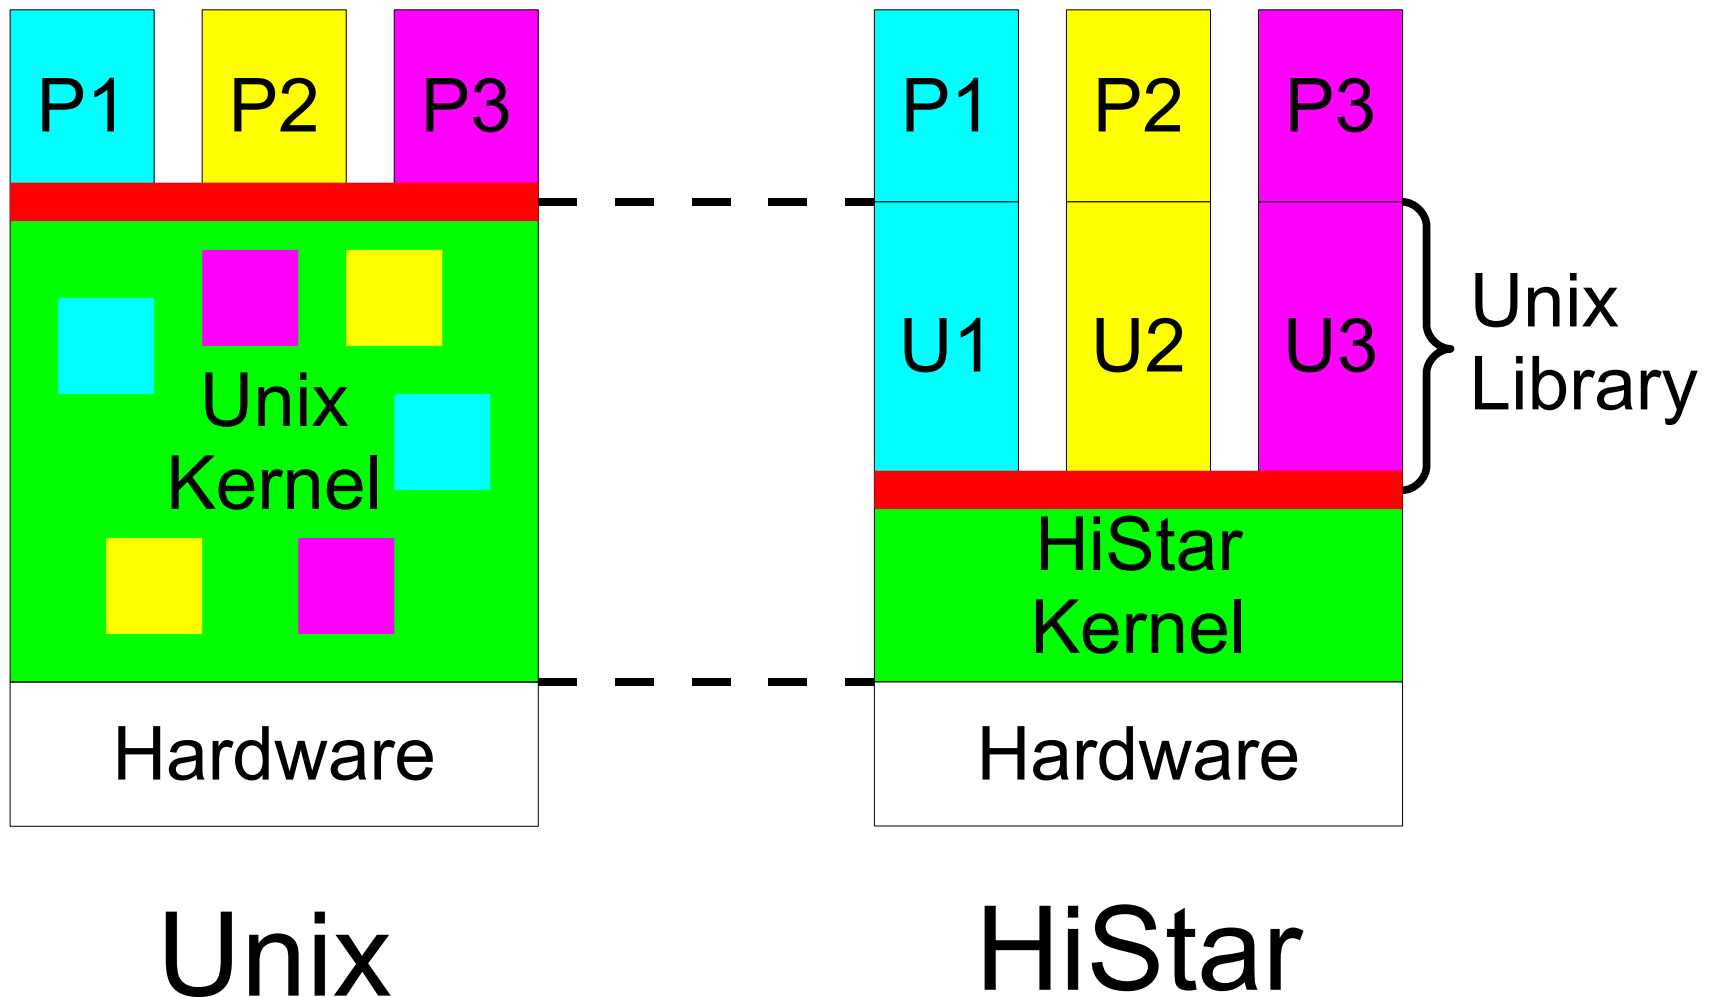 P1
P2
P3
Unix
Kernel
Hardware
Unix
P1
P2
P3
U1
U2
U3
Unix
Library
HiStar
Kernel
Hardware
HiStar